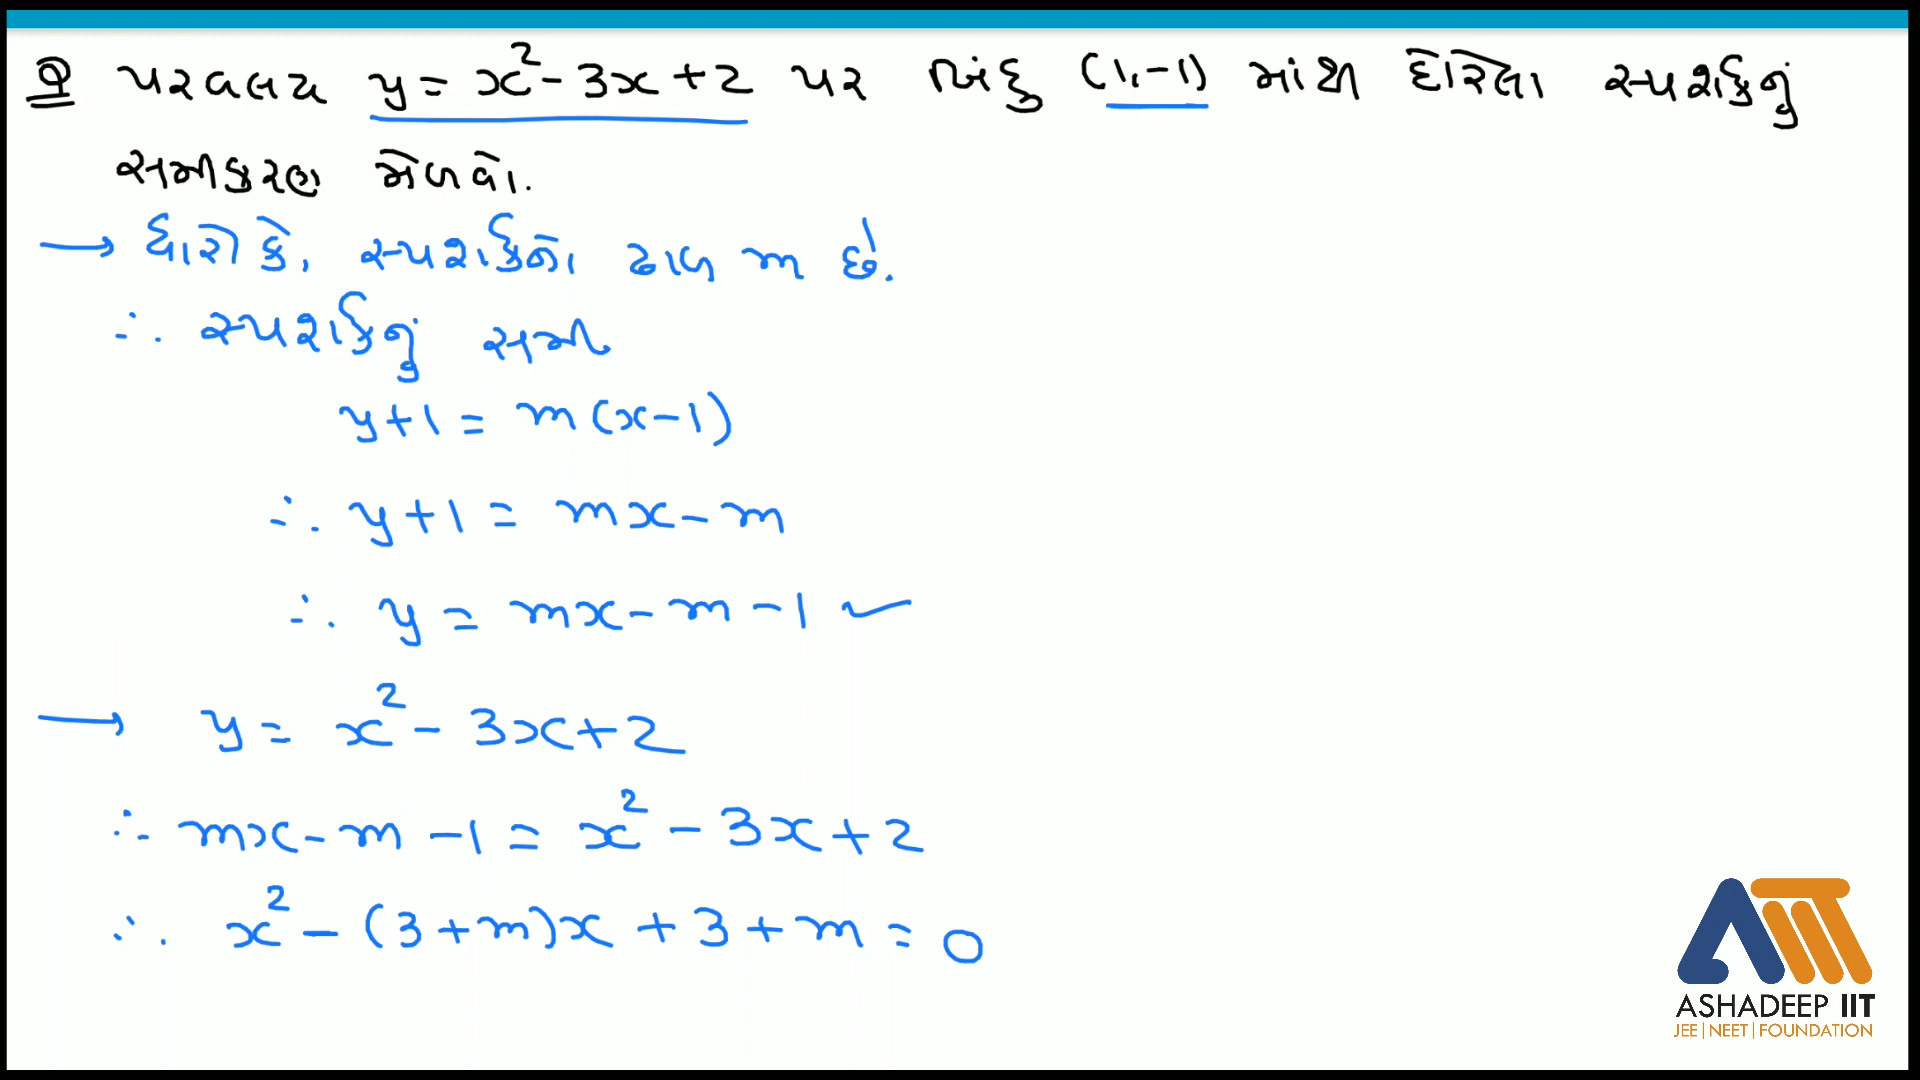 Q પરવલય y = x² - 3x + 2 પર બિંદુ (1,-1) માંથી દોરેલા સ્પર્શકનું
સમીકરણ મેળવો.
→ ધારો કે, સ્પર્શકનો ઢાળ m છે.
∴ સ્પર્શકનું સમી
y+1 = m(x-1)
∴ y+1 = mx - m
∴ y = mx - m - 1 ✓
→ y = x² - 3x + 2
∴ mx - m - 1 = x² - 3x + 2
∴ x² - (3+m)x + 3 + m = 0
ASHADEEP IIT
JEE | NEET | FOUNDATION